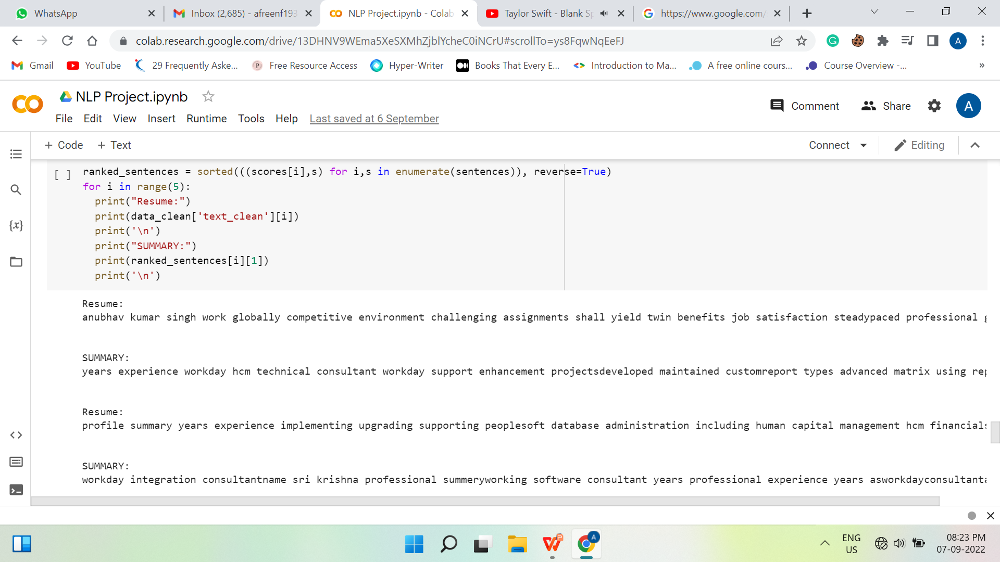 WhatsApp
Inbox (2,685) - afreenf193
NLP Project.ipynb - Colab
Taylor Swift - Blank Sp
https://www.google.com/
colab.research.google.com/drive/13DHNV9WEma5XeSXMhZjblYcheC0iNCrU#scrollTo=ys8FqwNqEeFJ
A
Gmail
YouTube
29 Frequently Aske...
Free Resource Access
Hyper-Writer
Books That Every E...
Introduction to Ma...
A free online cours...
Course Overview -...
»
NLP Project.ipynb
Comment
Share
A
File Edit View Insert Runtime Tools Help Last saved at 6 September
+ Code + Text
Connect
Editing
[ ] ranked_sentences = sorted(((scores[i],s) for i,s in enumerate(sentences)), reverse=True)
for i in range(5):
print("Resume:")
print(data_clean['text_clean'][i])
print('\n')
print("SUMMARY:")
print(ranked_sentences[i][1])
print('\n')
{x}
Resume:
anubhav kumar singh work globally competitive environment challenging assignments shall yield twin benefits job satisfaction steadypaced professional g
SUMMARY:
years experience workday hcm technical consultant workday support enhancement projectsdeveloped maintained customreport types advanced matrix using rep
Resume:
profile summary years experience implementing upgrading supporting peoplesoft database administration including human capital management hcm financials
SUMMARY:
workday integration consultantname sri krishna professional summeryworking software consultant years professional experience years asworkdayconsultanta
ENG
US
08:23 PM
07-09-2022